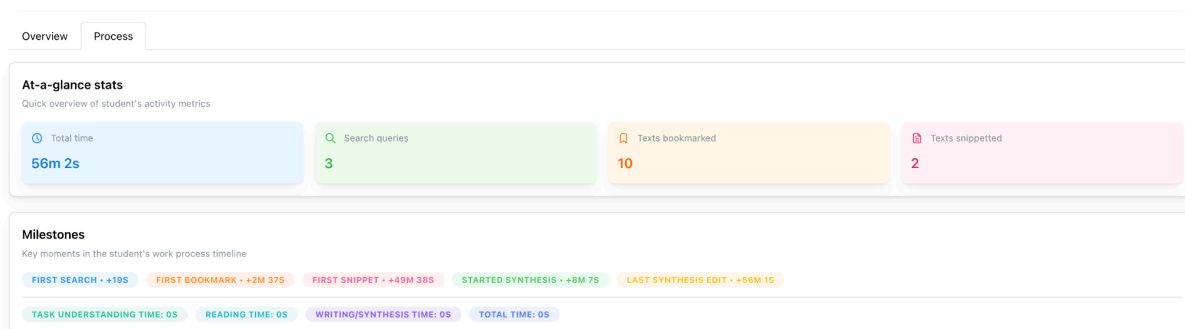 Overview Process
At-a-glance stats
Quick overview of student's activity metrics
Total time Search queries Texts bookmarked Texts snippetted
56m 2s 3 10 2
Milestones
Key moments in the student's work process timeline
FIRST SEARCH • +19S FIRST BOOKMARK • +2M 37S FIRST SNIPPET • +49M 38S STARTED SYNTHESIS • +8M 7S LAST SYNTHESIS EDIT • +56M 1S
TASK UNDERSTANDING TIME: 0S READING TIME: 0S WRITING/SYNTHESIS TIME: 0S TOTAL TIME: 0S